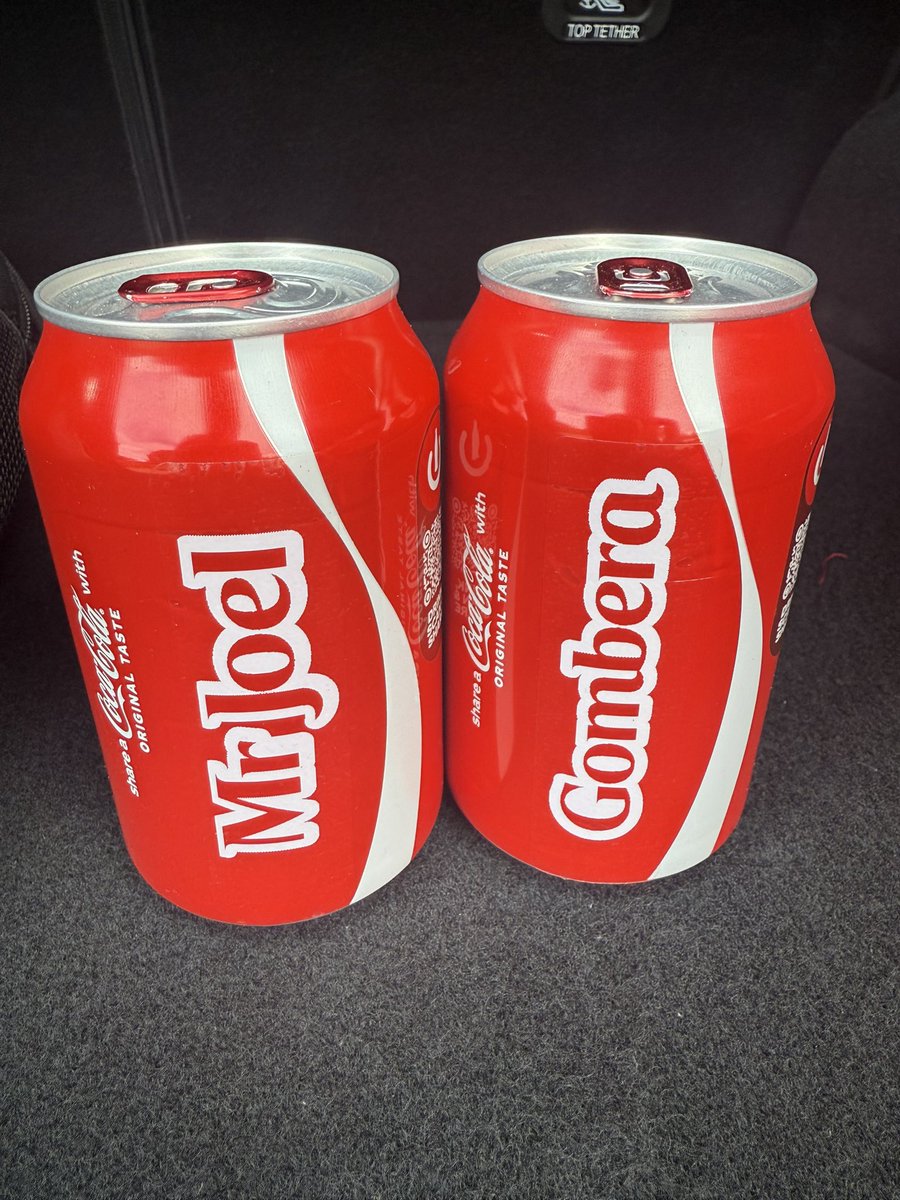 TOP TETHER
share a Coca-Cola with
ORIGINAL TASTE
MrJoel
share a Coca-Cola with
ORIGINAL TASTE
Gombera